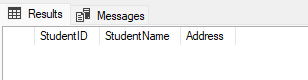 Results Messages
StudentID StudentName Address